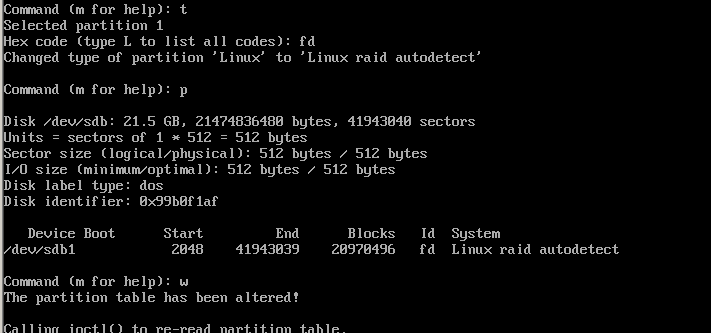 Command (m for help): t
Selected partition 1
Hex code (type L to list all codes): fd
Changed type of partition 'Linux' to 'Linux raid autodetect'
Command (m for help): p
Disk /dev/sdb: 21.5 GB, 21474836480 bytes, 41943040 sectors
Units = sectors of 1 * 512 = 512 bytes
Sector size (logical/physical): 512 bytes / 512 bytes
I/O size (minimum/optimal): 512 bytes / 512 bytes
Disk label type: dos
Disk identifier: 0x99b0f1af
Device Boot Start End Blocks Id System
/dev/sdb1 2048 41943039 20970496 fd Linux raid autodetect
Command (m for help): w
The partition table has been altered!
Calling ioctl() to re-read partition table.